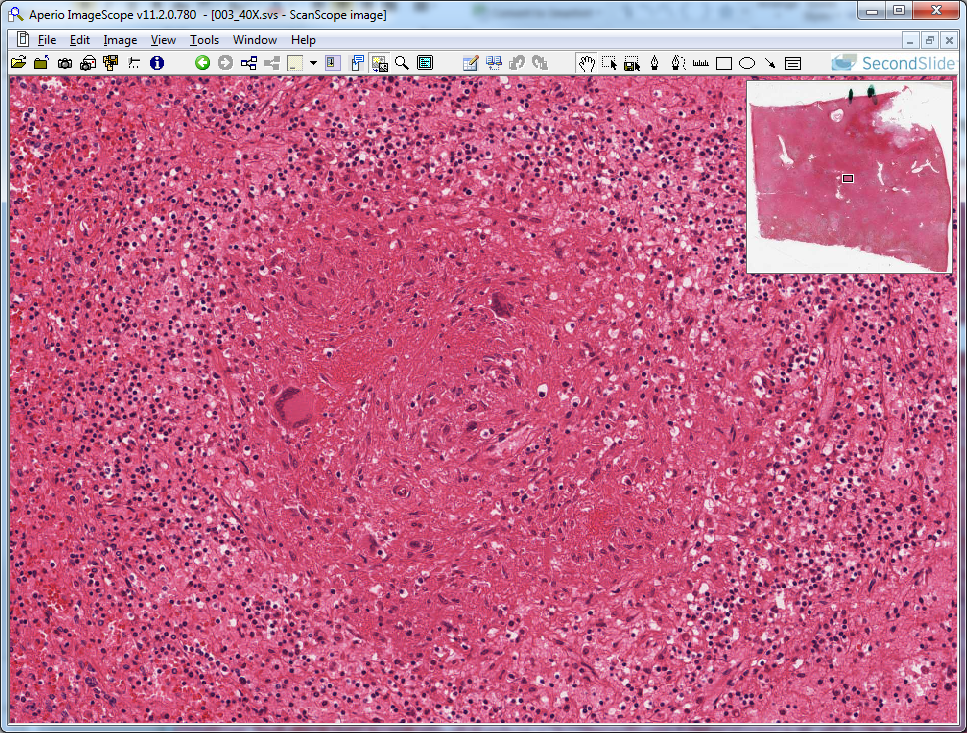 Aperio ImageScope v11.2.0.780 - [003_40X.svs - ScanScope image]
File Edit Image View Tools Window Help
SecondSlide